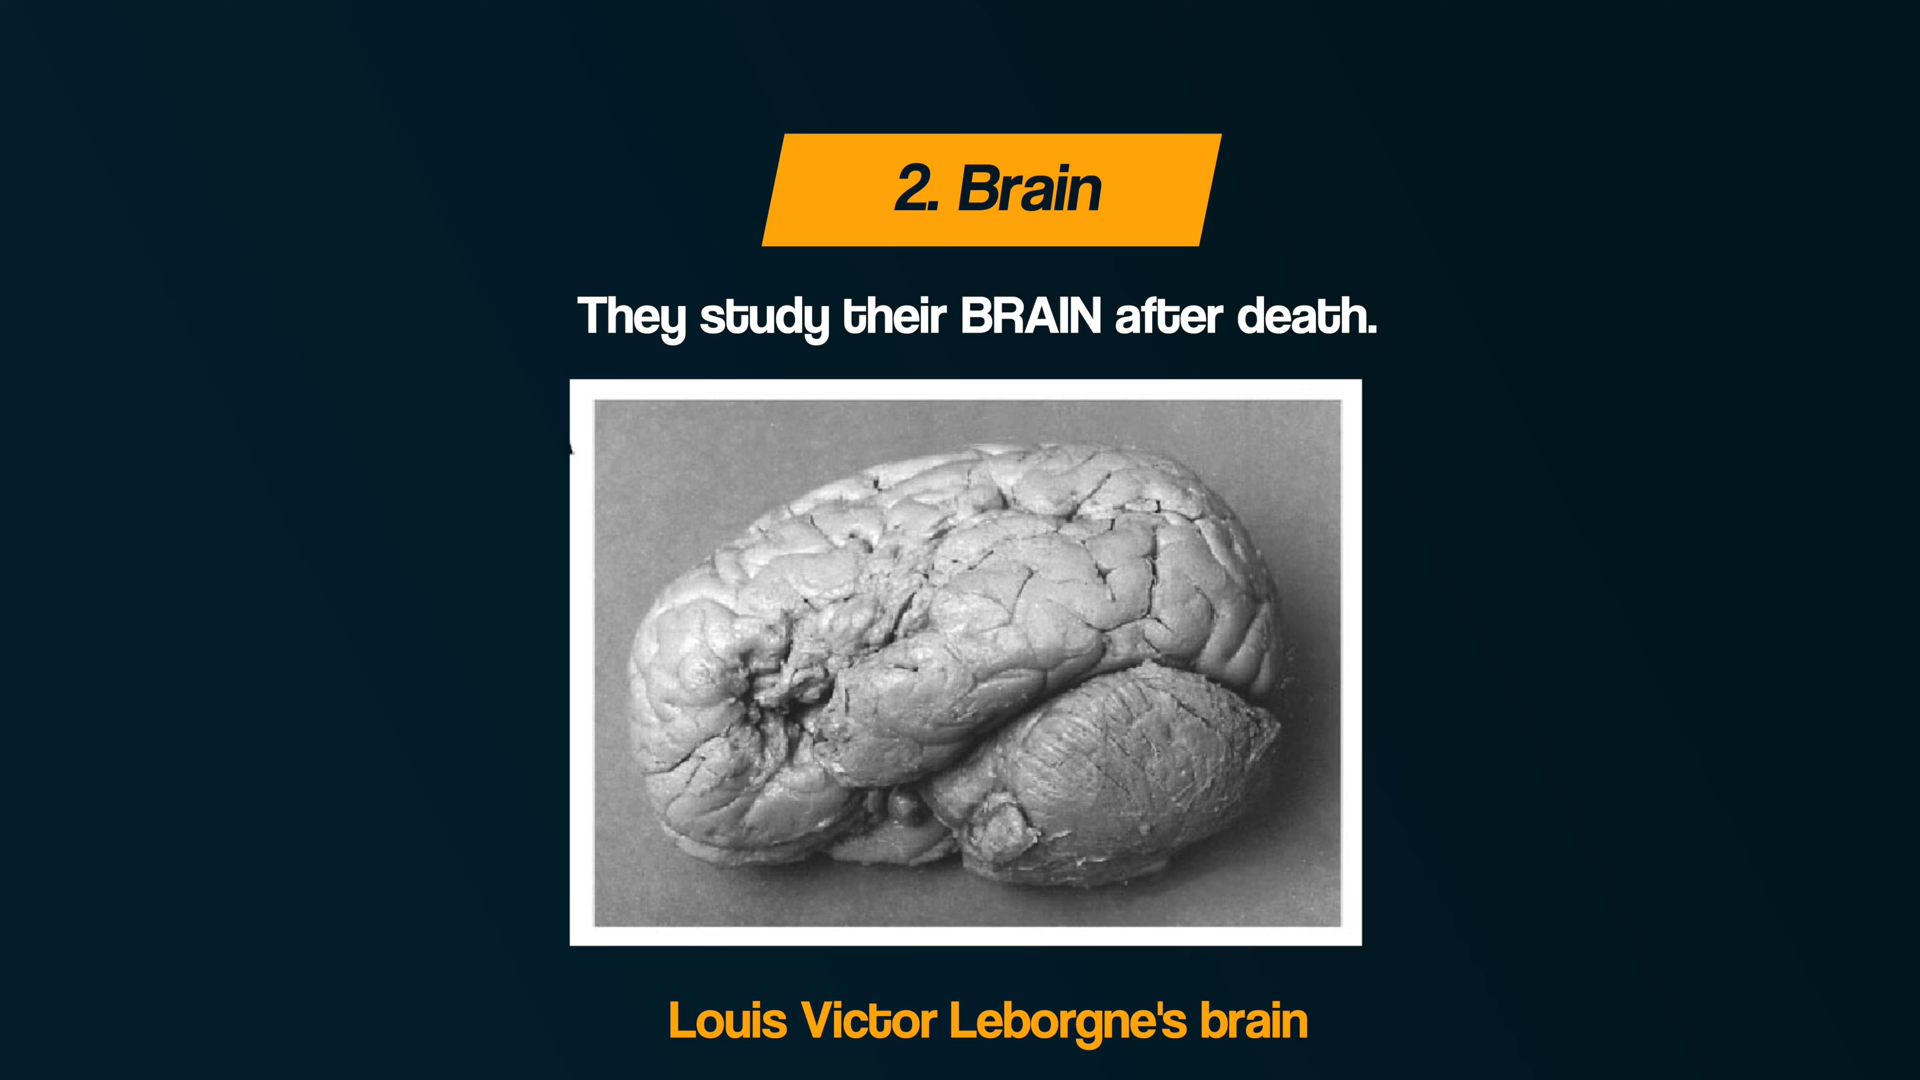 2. Brain
They study their BRAIN after death.
Louis Victor Leborgne's brain